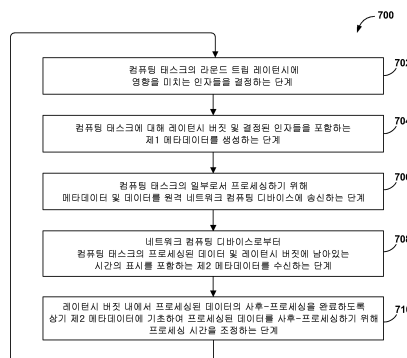 700
컴퓨팅 태스크의 라운드 트립 레이턴시에
영향을 미치는 인자들을 결정하는 단계
702
컴퓨팅 태스크에 대해 레이턴시 버짓 및 결정된 인자들을 포함하는
제1 메타데이터를 생성하는 단계
704
컴퓨팅 태스크의 일부로서 프로세싱하기 위해
메타데이터 및 데이터를 원격 네트워크 컴퓨팅 디바이스에 송신하는 단계
706
네트워크 컴퓨팅 디바이스로부터
컴퓨팅 태스크의 프로세싱된 데이터 및 레이턴시 버짓에 남아있는
시간의 표시를 포함하는 제2 메타데이터를 수신하는 단계
708
레이턴시 버짓 내에서 프로세싱된 데이터의 사후-프로세싱을 완료하도록
상기 제2 메타데이터에 기초하여 프로세싱된 데이터를 사후-프로세싱하기 위해
프로세싱 시간을 조정하는 단계
710